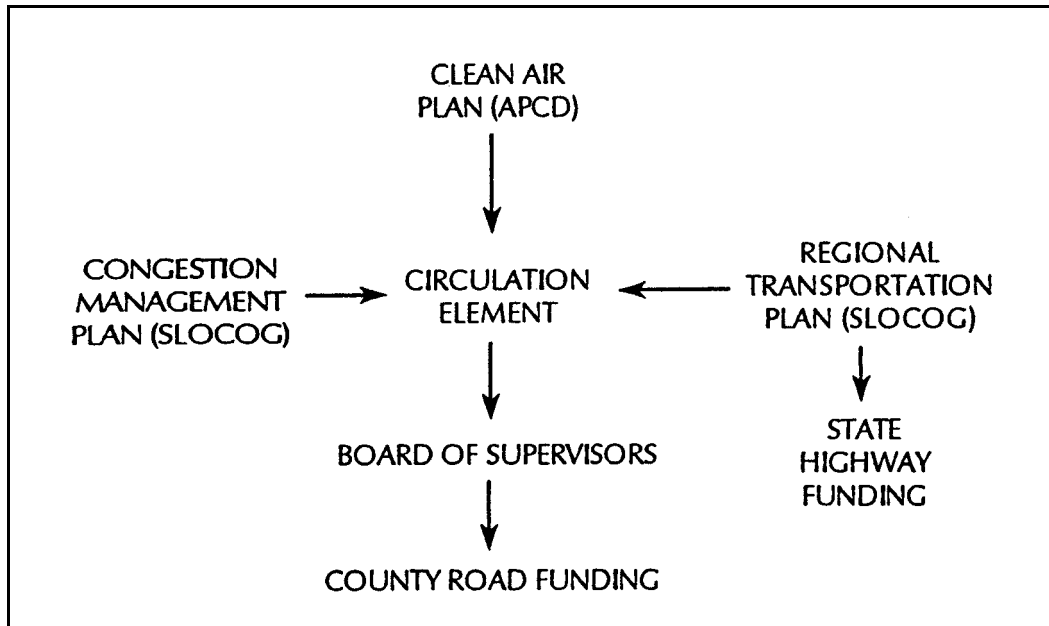 CLEAN AIR
PLAN (APCD)
CONGESTION
MANAGEMENT
PLAN (SLOCOG)
CIRCULATION
ELEMENT
REGIONAL
TRANSPORTATION
PLAN (SLOCOG)
BOARD OF SUPERVISORS
STATE
HIGHWAY
FUNDING
COUNTY ROAD FUNDING